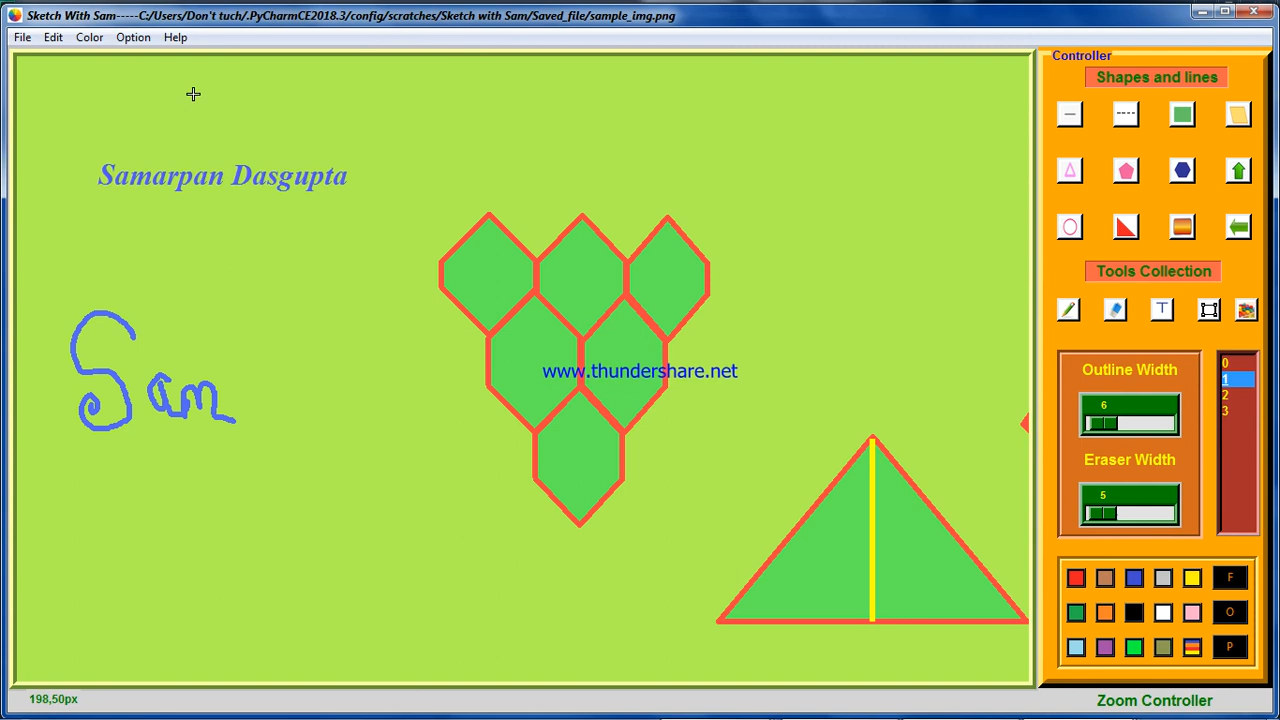 Sketch With Sam-----C:/Users/Don't tuch/.PyCharmCE2018.3/config/scratches/Sketch with Sam/Saved_file/sample_img.png
File Edit Color Option Help
Controller
Shapes and lines
Samarpan Dasgupta
Sam
www.thundershare.net
T
Tools Collection
Outline Width
6
Eraser Width
5
0
1
2
3
F
O
P
198,50px
Zoom Controller